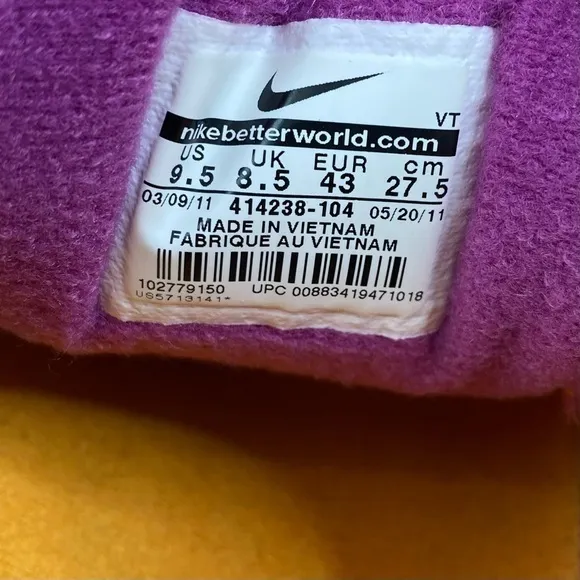 VT
nikebetterworld.com
US UK EUR cm
9.5 8.5 43 27.5
03/09/11 414238-104 05/20/11
MADE IN VIETNAM
FABRIQUE AU VIETNAM
102779150 UPC 00883419471018
US5713141*